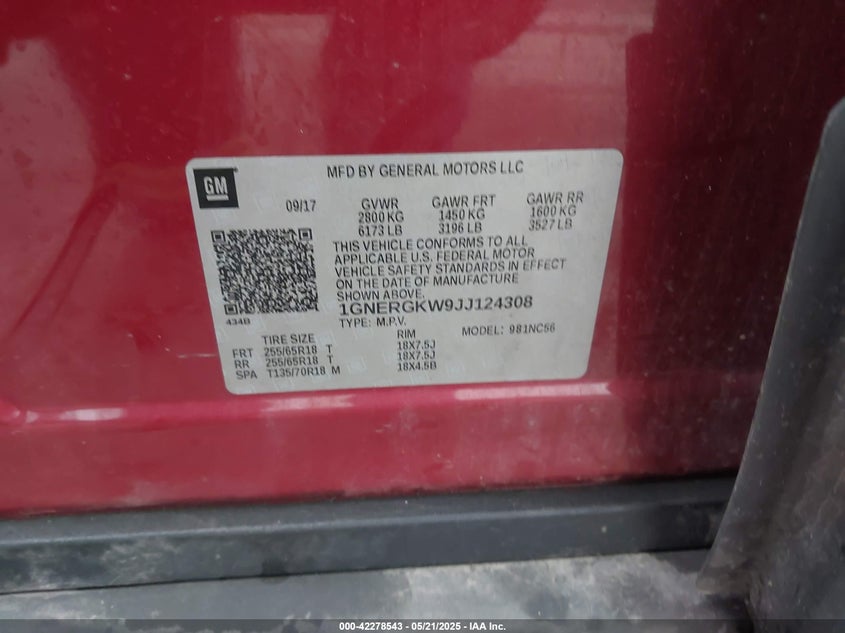 MFD BY GENERAL MOTORS LLC
GM
09/17 GVWR GAWR FRT GAWR RR
2800 KG 1450 KG 1600 KG
6173 LB 3196 LB 3527 LB
THIS VEHICLE CONFORMS TO ALL
APPLICABLE U.S. FEDERAL MOTOR
VEHICLE SAFETY STANDARDS IN EFFECT
ON THE DATE OF MANUFACTURE
SHOWN ABOVE.
434B
1GNERGKW9JJ124308
TYPE: M.P.V. MODEL: 981NC56
TIRE SIZE RIM
FRT 255/65R18 T 18X7.5J
RR 255/65R18 T 18X7.5J
SPA T135/70R18 M 18X4.5B
000-42278543 - 05/21/2025 - IAA Inc.